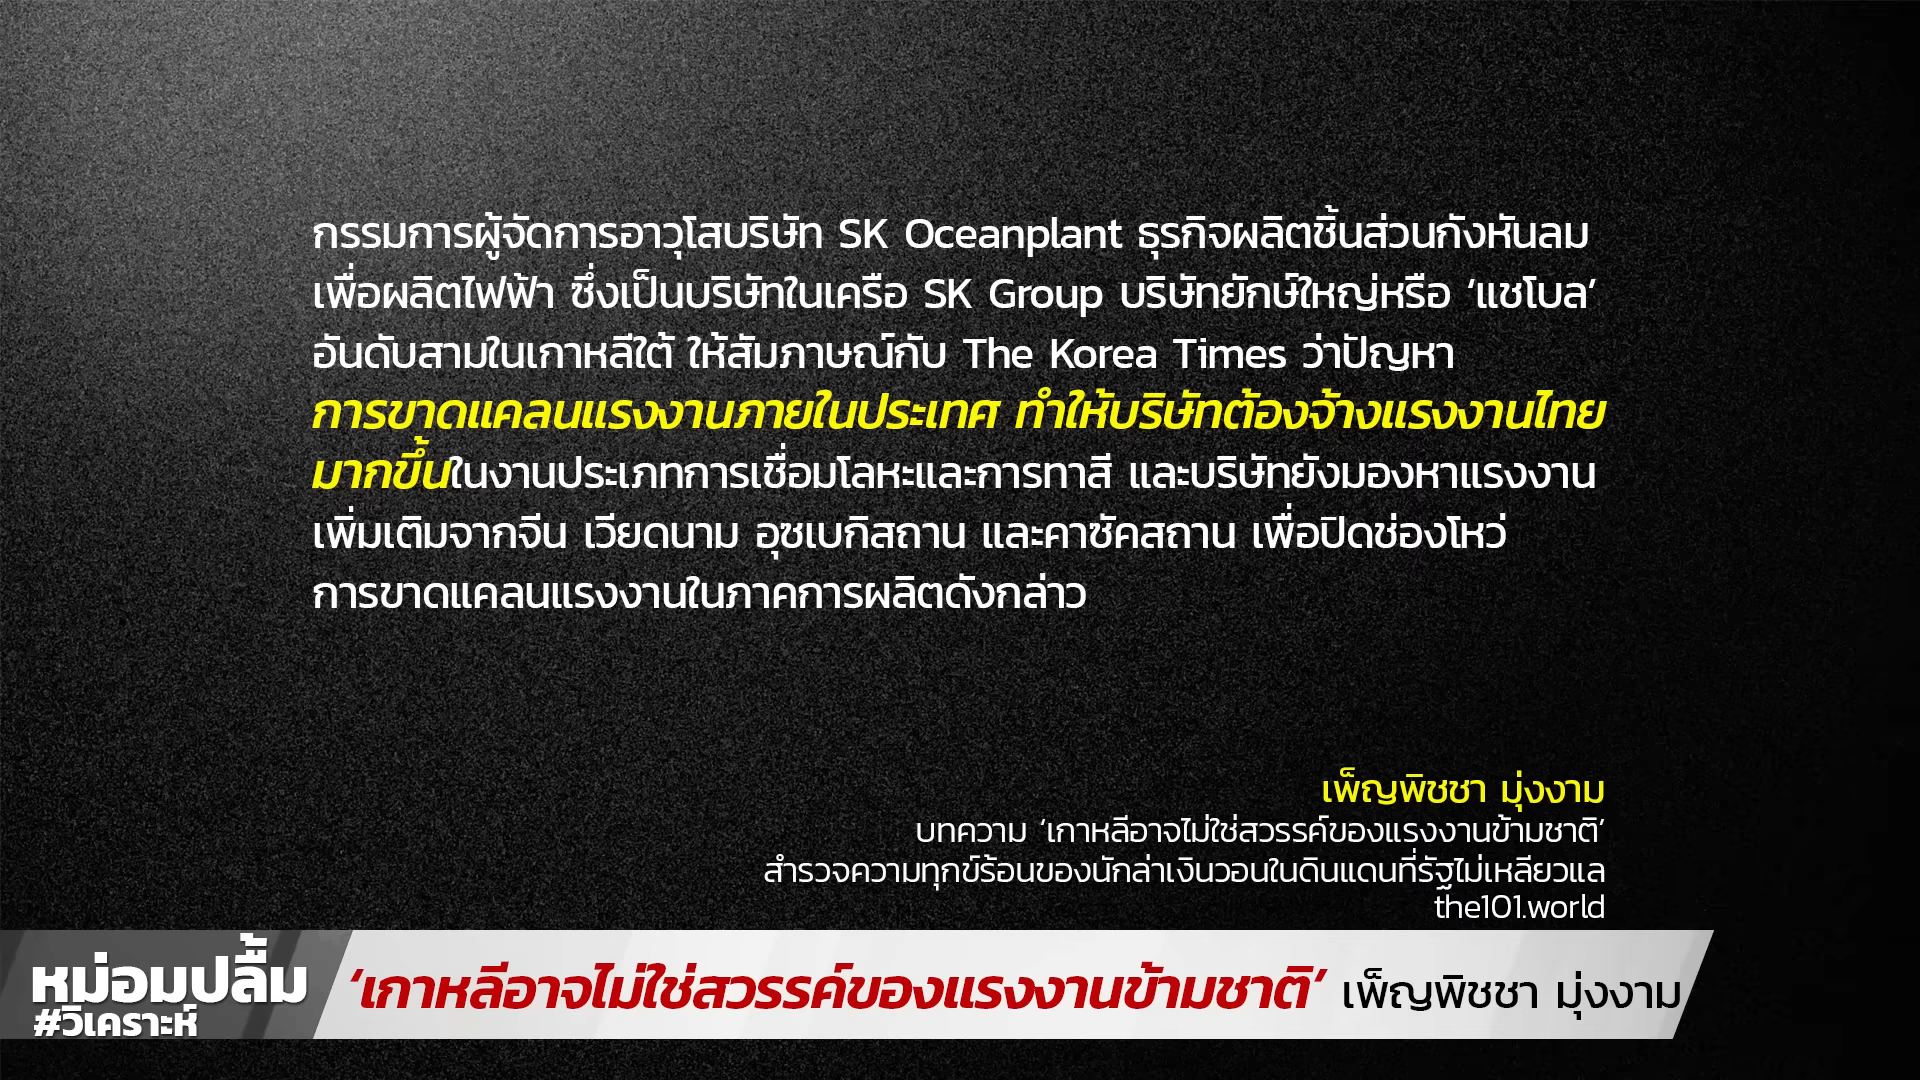 กรรมการผู้จัดการอาวุโสบริษัท SK Oceanplant ธุรกิจผลิตชิ้นส่วนกังหันลม
เพื่อผลิตไฟฟ้า ซึ่งเป็นบริษัทในเครือ SK Group บริษัทยักษ์ใหญ่หรือ ‘แชโบล’
อันดับสามในเกาหลีใต้ ให้สัมภาษณ์กับ The Korea Times ว่าปัญหา
การขาดแคลนแรงงานภายในประเทศ ทำให้บริษัทต้องจ้างแรงงานไทย
มากขึ้นในงานประเภทการเชื่อมโลหะและการทาสี และบริษัทยังมองหาแรงงาน
เพิ่มเติมจากจีน เวียดนาม อุซเบกิสถาน และคาซัคสถาน เพื่อปิดช่องโหว่
การขาดแคลนแรงงานในภาคการผลิตดังกล่าว
เพ็ญพิชชา มุ่งงาม
บทความ ‘เกาหลีอาจไม่ใช่สวรรค์ของแรงงานข้ามชาติ’
สำรวจความทุกข์ร้อนของนักล่าเงินวอนในดินแดนที่รัฐไม่เหลียวแล
the101.world
หม่อมปลื้ม
#วิเคราะห์
‘เกาหลีอาจไม่ใช่สวรรค์ของแรงงานข้ามชาติ’ เพ็ญพิชชา มุ่งงาม